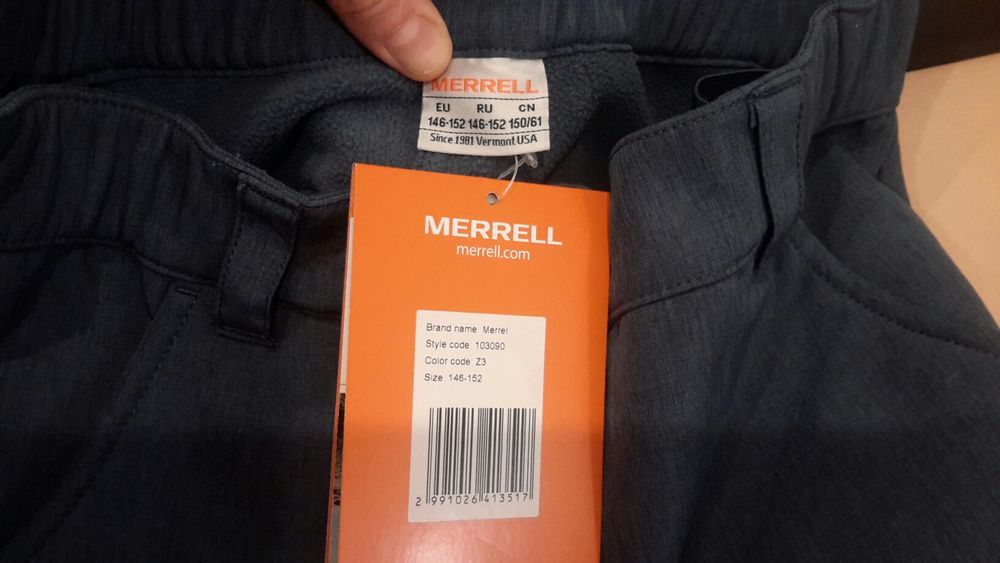 MERRELL
EU RU CN
146-152 146-152 150/61
Since 1981 Vermont USA
MERRELL
merrell.com
Brand name Merrel
Style code 103090
Color code Z3
Size 146-152
2 991026 413517